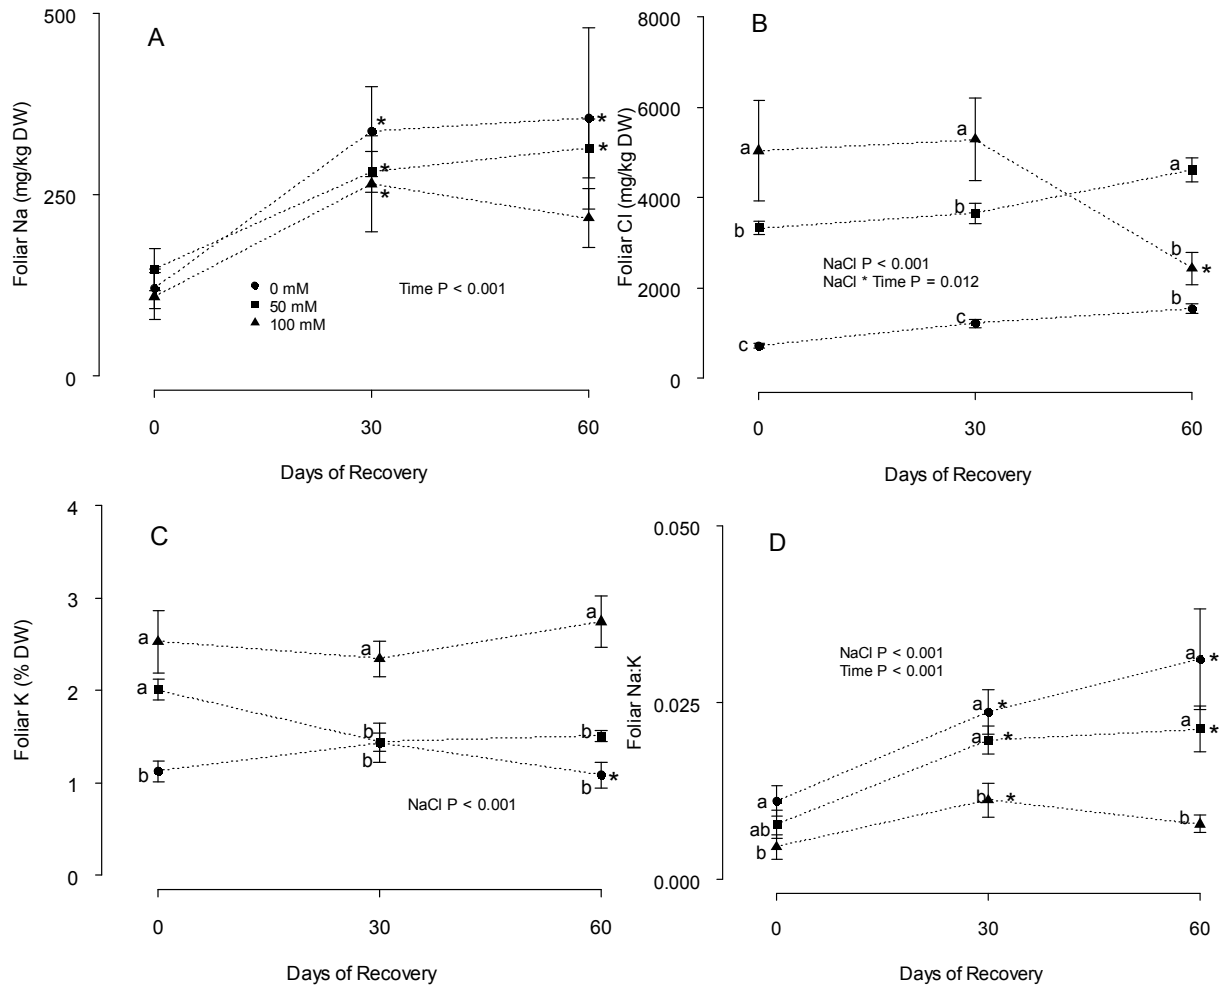 A
500
250
0
Foliar Na (mg/kg DW)
*
*
*
*
*
0 mM
50 mM
100 mM
Time P < 0.001
0
30
60
Days of Recovery
B
8000
6000
4000
2000
0
Foliar Cl (mg/kg DW)
a
a
a
b
b
b
*
c
c
b
NaCl P < 0.001
NaCl * Time P = 0.012
0
30
60
Days of Recovery
C
4
3
2
1
0
Foliar K (% DW)
a
a
a
a
b
b
b
b
b
*
NaCl P < 0.001
0
30
60
Days of Recovery
D
0.050
0.025
0.000
Foliar Na:K
NaCl P < 0.001
Time P < 0.001
a
*
a
*
a
*
a
*
a
ab
b
b
*
b
0
30
60
Days of Recovery